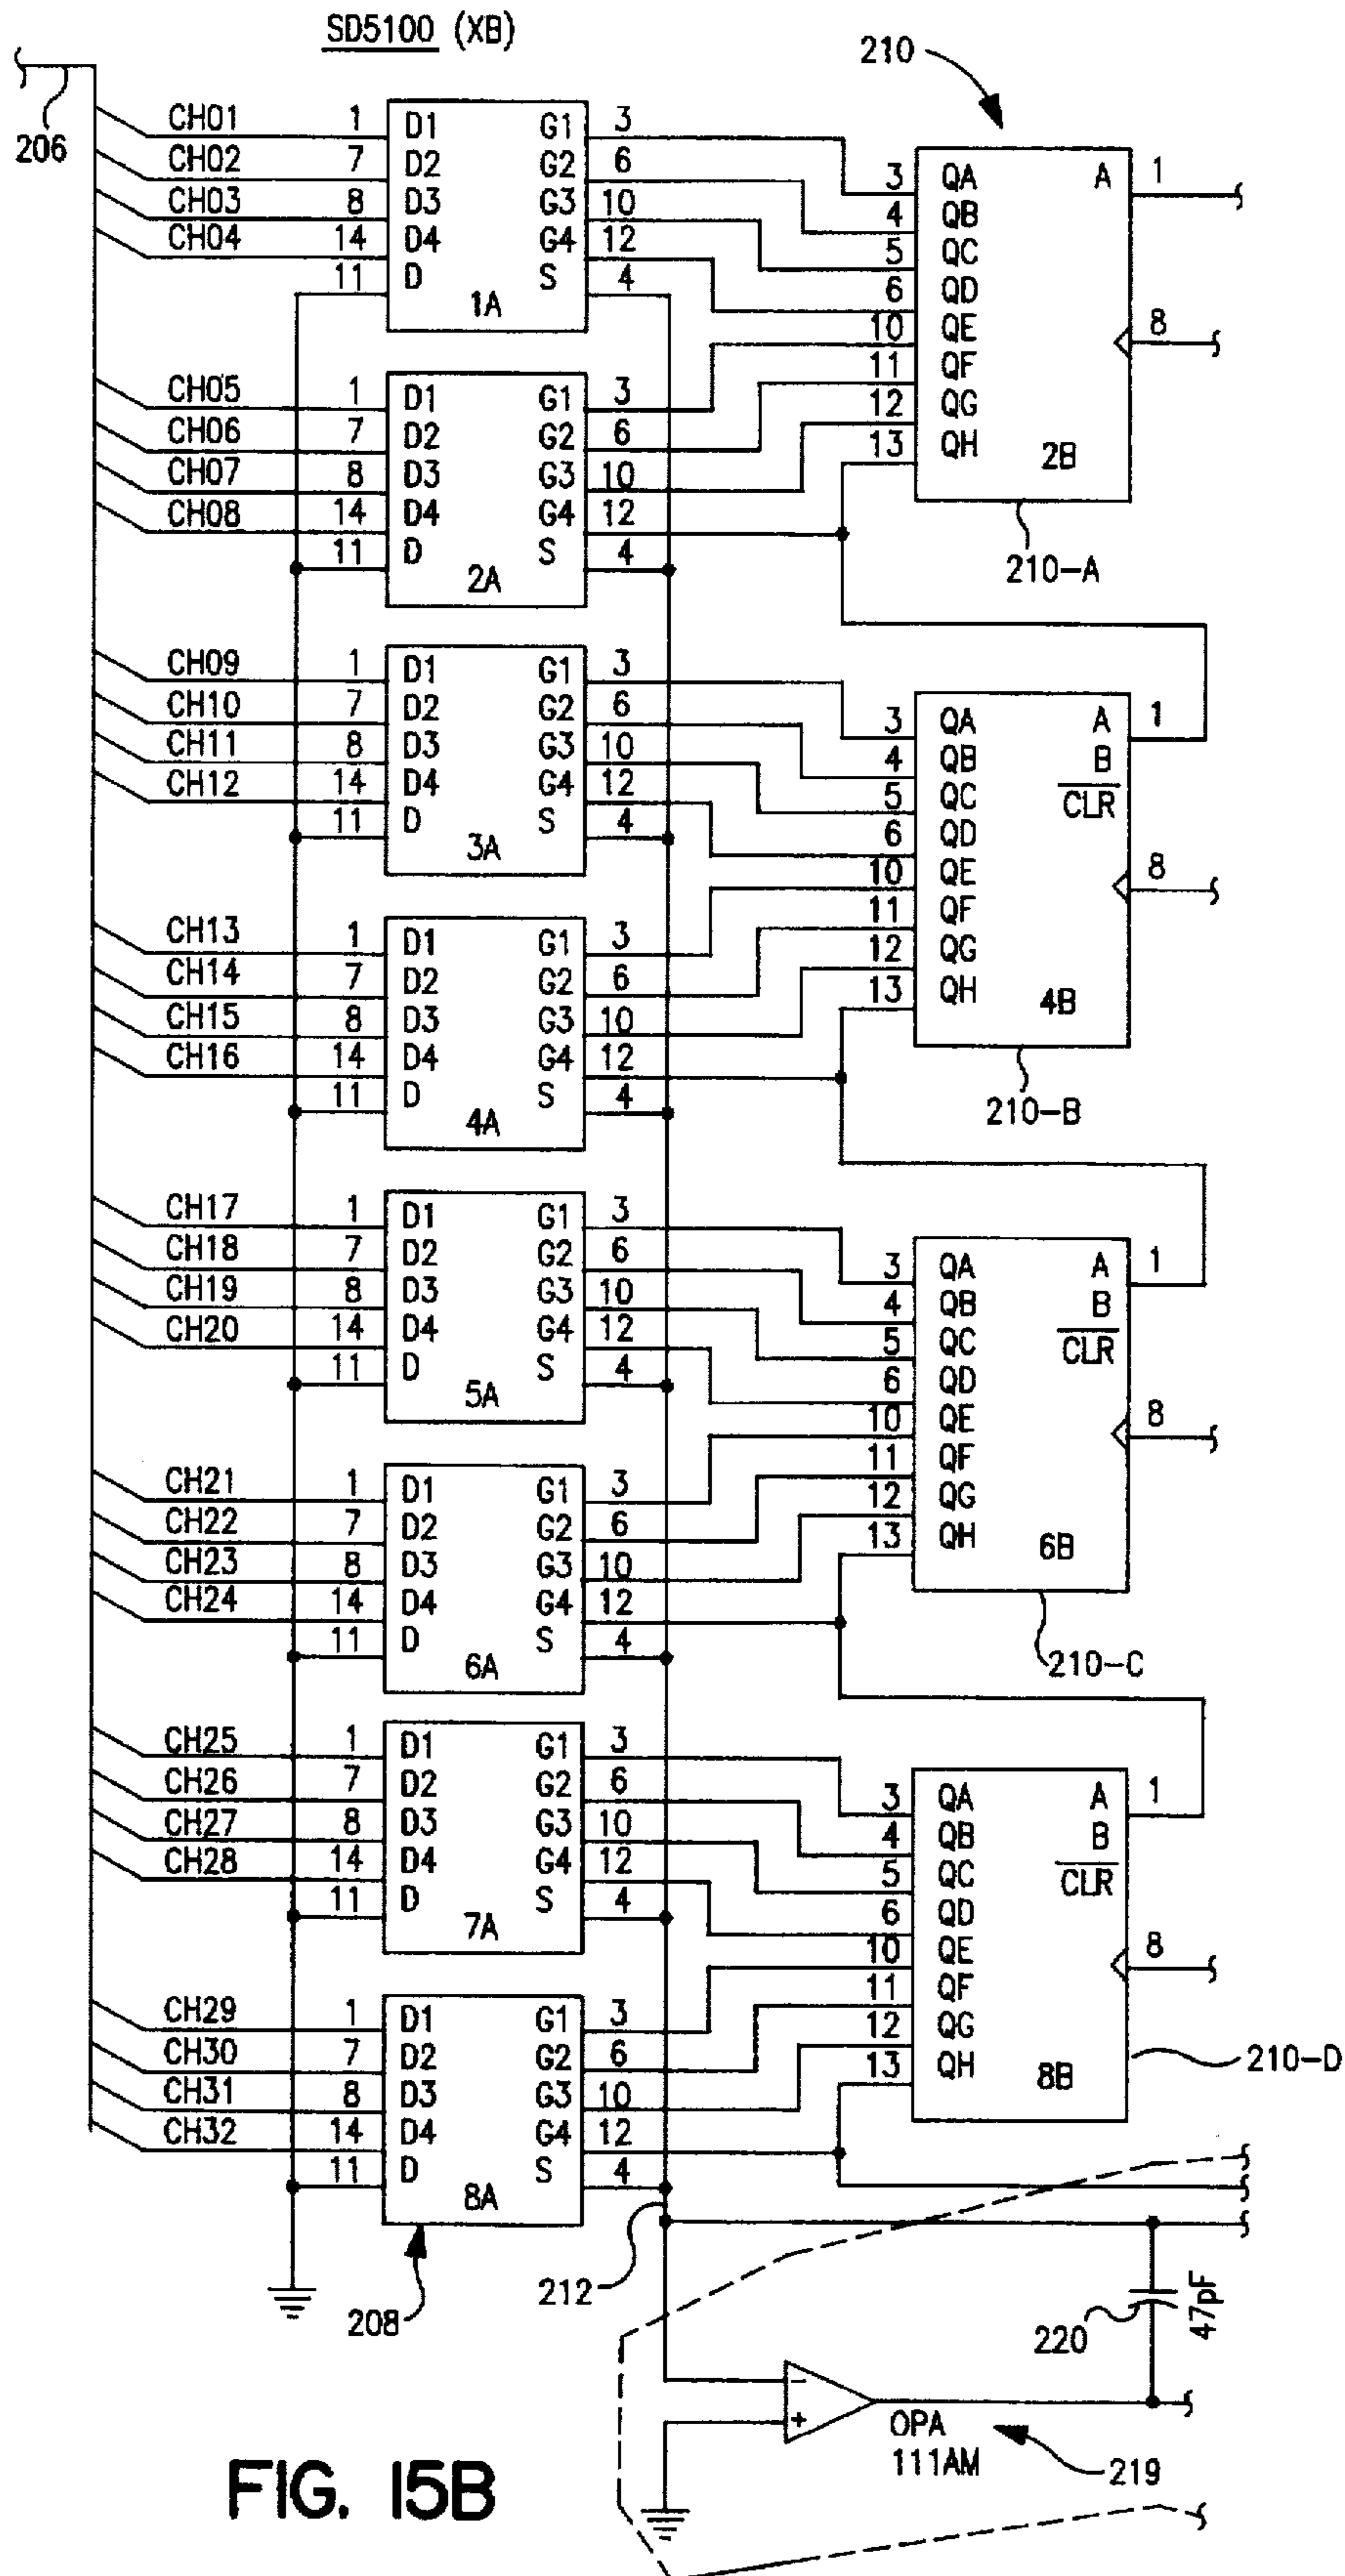 SD5100 (XB)
206
210
CH01 1 D1 G1 3
CH02 7 D2 G2 6
CH03 8 D3 G3 10
CH04 14 D4 G4 12
11 D S 4
1A
3 QA A 1
4 QB
5 QC
6 QD
10 QE 8
11 QF
12 QG
13 QH
2B
210-A
CH05 1 D1 G1 3
CH06 7 D2 G2 6
CH07 8 D3 G3 10
CH08 14 D4 G4 12
11 D S 4
2A
CH09 1 D1 G1 3
CH10 7 D2 G2 6
CH11 8 D3 G3 10
CH12 14 D4 G4 12
11 D S 4
3A
3 QA A 1
4 QB B
5 QC CLR
6 QD
10 QE 8
11 QF
12 QG
13 QH
4B
210-B
CH13 1 D1 G1 3
CH14 7 D2 G2 6
CH15 8 D3 G3 10
CH16 14 D4 G4 12
11 D S 4
4A
CH17 1 D1 G1 3
CH18 7 D2 G2 6
CH19 8 D3 G3 10
CH20 14 D4 G4 12
11 D S 4
5A
3 QA A 1
4 QB B
5 QC CLR
6 QD
10 QE 8
11 QF
12 QG
13 QH
6B
210-C
CH21 1 D1 G1 3
CH22 7 D2 G2 6
CH23 8 D3 G3 10
CH24 14 D4 G4 12
11 D S 4
6A
CH25 1 D1 G1 3
CH26 7 D2 G2 6
CH27 8 D3 G3 10
CH28 14 D4 G4 12
11 D S 4
7A
3 QA A 1
4 QB B
5 QC CLR
6 QD
10 QE 8
11 QF
12 QG
13 QH
8B
210-D
CH29 1 D1 G1 3
CH30 7 D2 G2 6
CH31 8 D3 G3 10
CH32 14 D4 G4 12
11 D S 4
8A
208
212
220
47pF
-
+
OPA
111AM
219
FIG. 15B